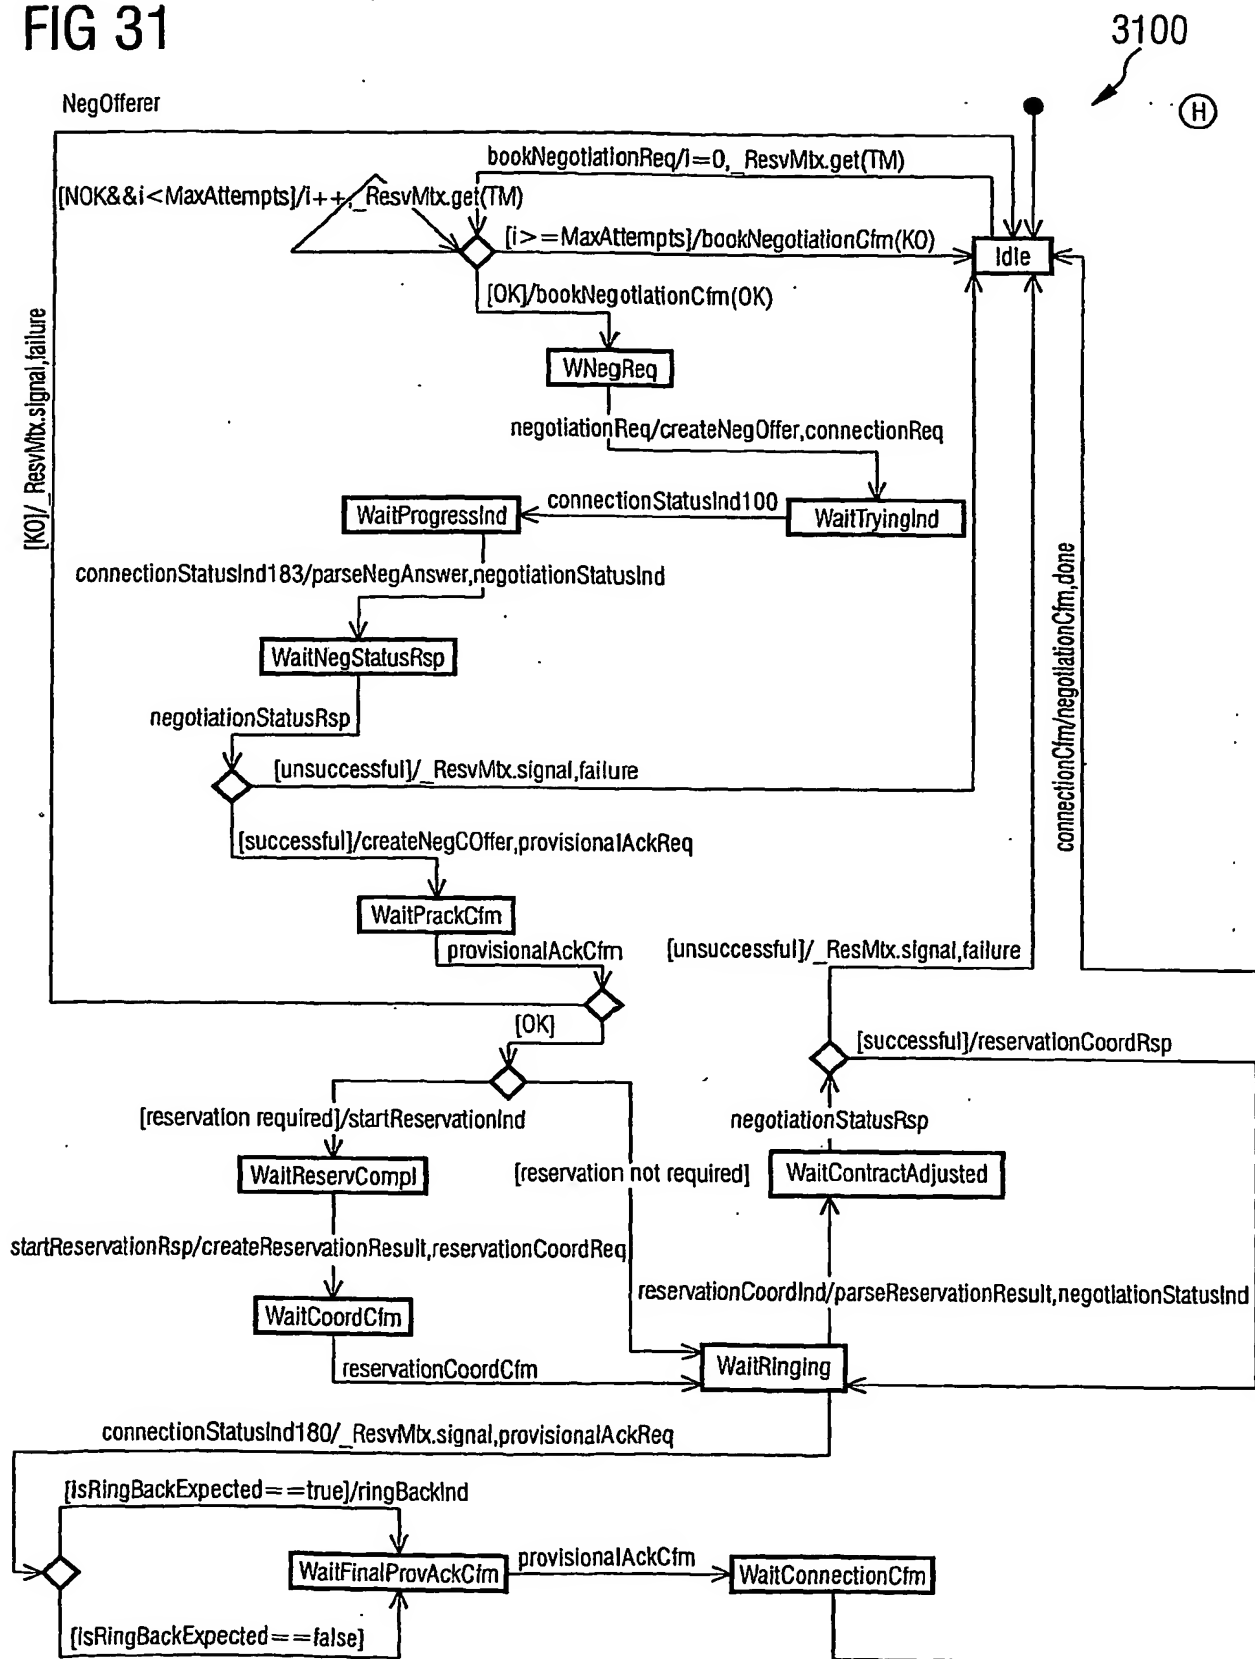 FIG 31
3100
H
NegOfferer
bookNegotiationReq/i=0,_ResvMtx.get(TM)
[NOK&&i<MaxAttempts]/i++,_ResvMtx.get(TM)
[i>=MaxAttempts]/bookNegotiationCfm(KO)
Idle
[OK]/bookNegotiationCfm(OK)
WNegReq
[KO]/_ResvMtx.signal,failure
negotiationReq/createNegOffer,connectionReq
connectionStatusInd100
WaitProgressInd
WaitTryingInd
connectionStatusInd183/parseNegAnswer,negotiationStatusInd
WaitNegStatusRsp
connectionCfm/negotiationCfm,done
negotiationStatusRsp
[unsuccessful]/_ResvMtx.signal,failure
[successful]/createNegCOffer,provisionalAckReq
WaitPrackCfm
provisionalAckCfm
[unsuccessful]/_ResMtx.signal,failure
[OK]
[successful]/reservationCoordRsp
[reservation required]/startReservationInd
negotiationStatusRsp
WaitReservCompl
[reservation not required]
WaitContractAdjusted
startReservationRsp/createReservationResult,reservationCoordReq
reservationCoordInd/parseReservationResult,negotiationStatusInd
WaitCoordCfm
reservationCoordCfm
WaitRinging
connectionStatusInd180/_ResvMtx.signal,provisionalAckReq
[IsRingBackExpected==true]/ringBackInd
WaitFinalProvAckCfm
provisionalAckCfm
WaitConnectionCfm
[IsRingBackExpected==false]